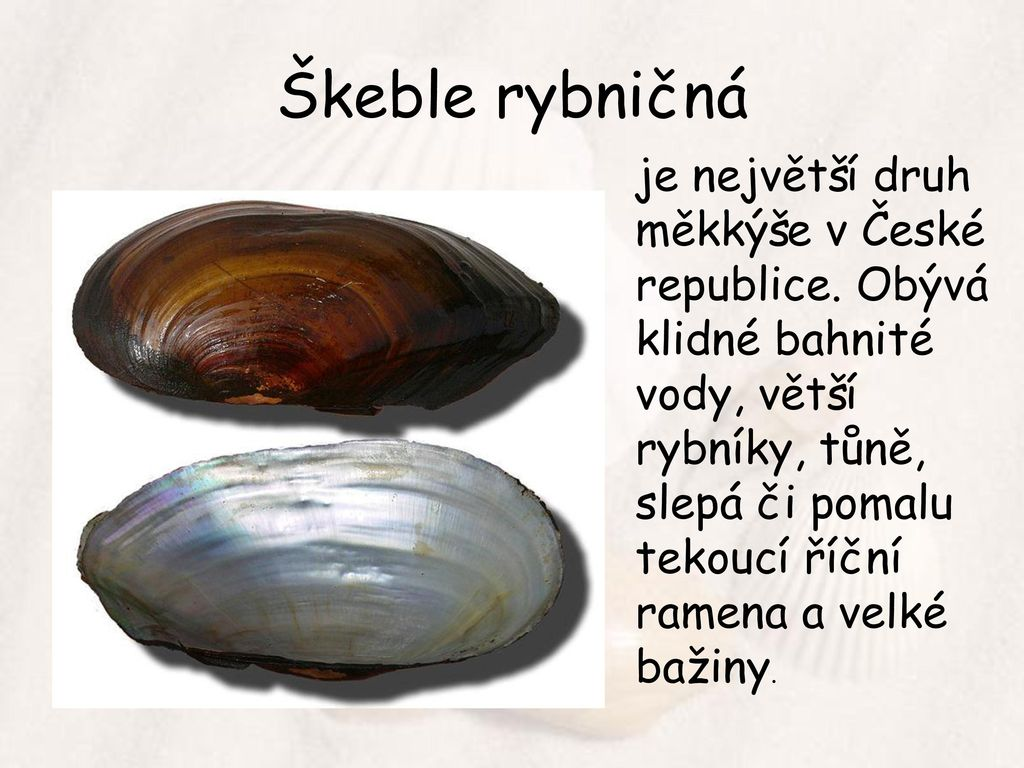 Škeble rybničná
je největší druh
měkkýše v České
republice. Obývá
klidné bahnité
vody, větší
rybníky, tůně,
slepá či pomalu
tekoucí říční
ramena a velké
bažiny.